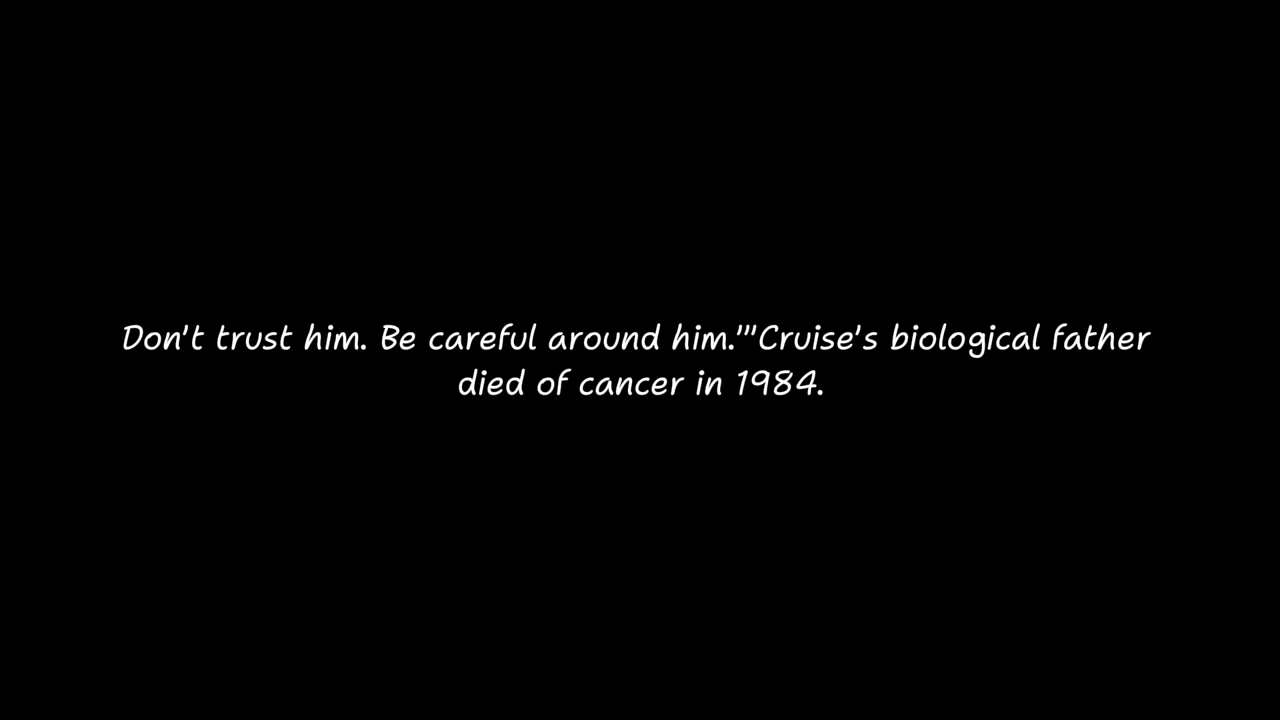 Don't trust him. Be careful around him.'"Cruise's biological father
died of cancer in 1984.